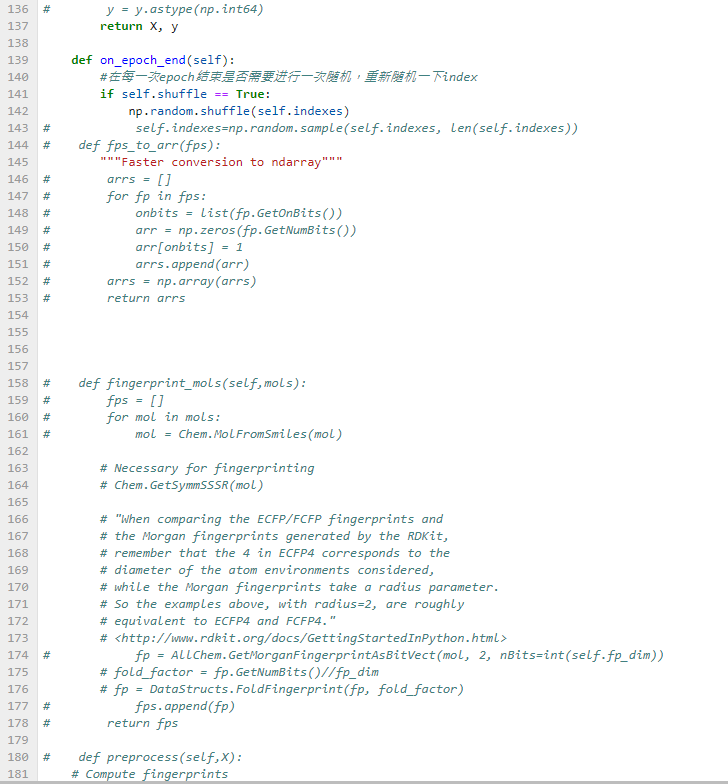 136 #        y = y.astype(np.int64)
137         return X, y
138
139     def on_epoch_end(self):
140         #在每一次epoch結束是否需要进行一次隨机，重新隨机一下index
141         if self.shuffle == True:
142             np.random.shuffle(self.indexes)
143 #            self.indexes=np.random.sample(self.indexes, len(self.indexes))
144 #    def fps_to_arr(fps):
145         """Faster conversion to ndarray"""
146 #        arrs = []
147 #        for fp in fps:
148 #            onbits = list(fp.GetOnBits())
149 #            arr = np.zeros(fp.GetNumBits())
150 #            arr[onbits] = 1
151 #            arrs.append(arr)
152 #        arrs = np.array(arrs)
153 #        return arrs
154
155
156
157
158 #    def fingerprint_mols(self,mols):
159 #        fps = []
160 #        for mol in mols:
161 #            mol = Chem.MolFromSmiles(mol)
162
163         # Necessary for fingerprinting
164         # Chem.GetSymmSSSR(mol)
165
166         # "When comparing the ECFP/FCFP fingerprints and
167         # the Morgan fingerprints generated by the RDKit,
168         # remember that the 4 in ECFP4 corresponds to the
169         # diameter of the atom environments considered,
170         # while the Morgan fingerprints take a radius parameter.
171         # So the examples above, with radius=2, are roughly
172         # equivalent to ECFP4 and FCFP4."
173         # <http://www.rdkit.org/docs/GettingStartedInPython.html>
174 #            fp = AllChem.GetMorganFingerprintAsBitVect(mol, 2, nBits=int(self.fp_dim))
175         # fold_factor = fp.GetNumBits()//fp_dim
176         # fp = DataStructs.FoldFingerprint(fp, fold_factor)
177 #            fps.append(fp)
178 #        return fps
179
180 #    def preprocess(self,X):
181     # Compute fingerprints